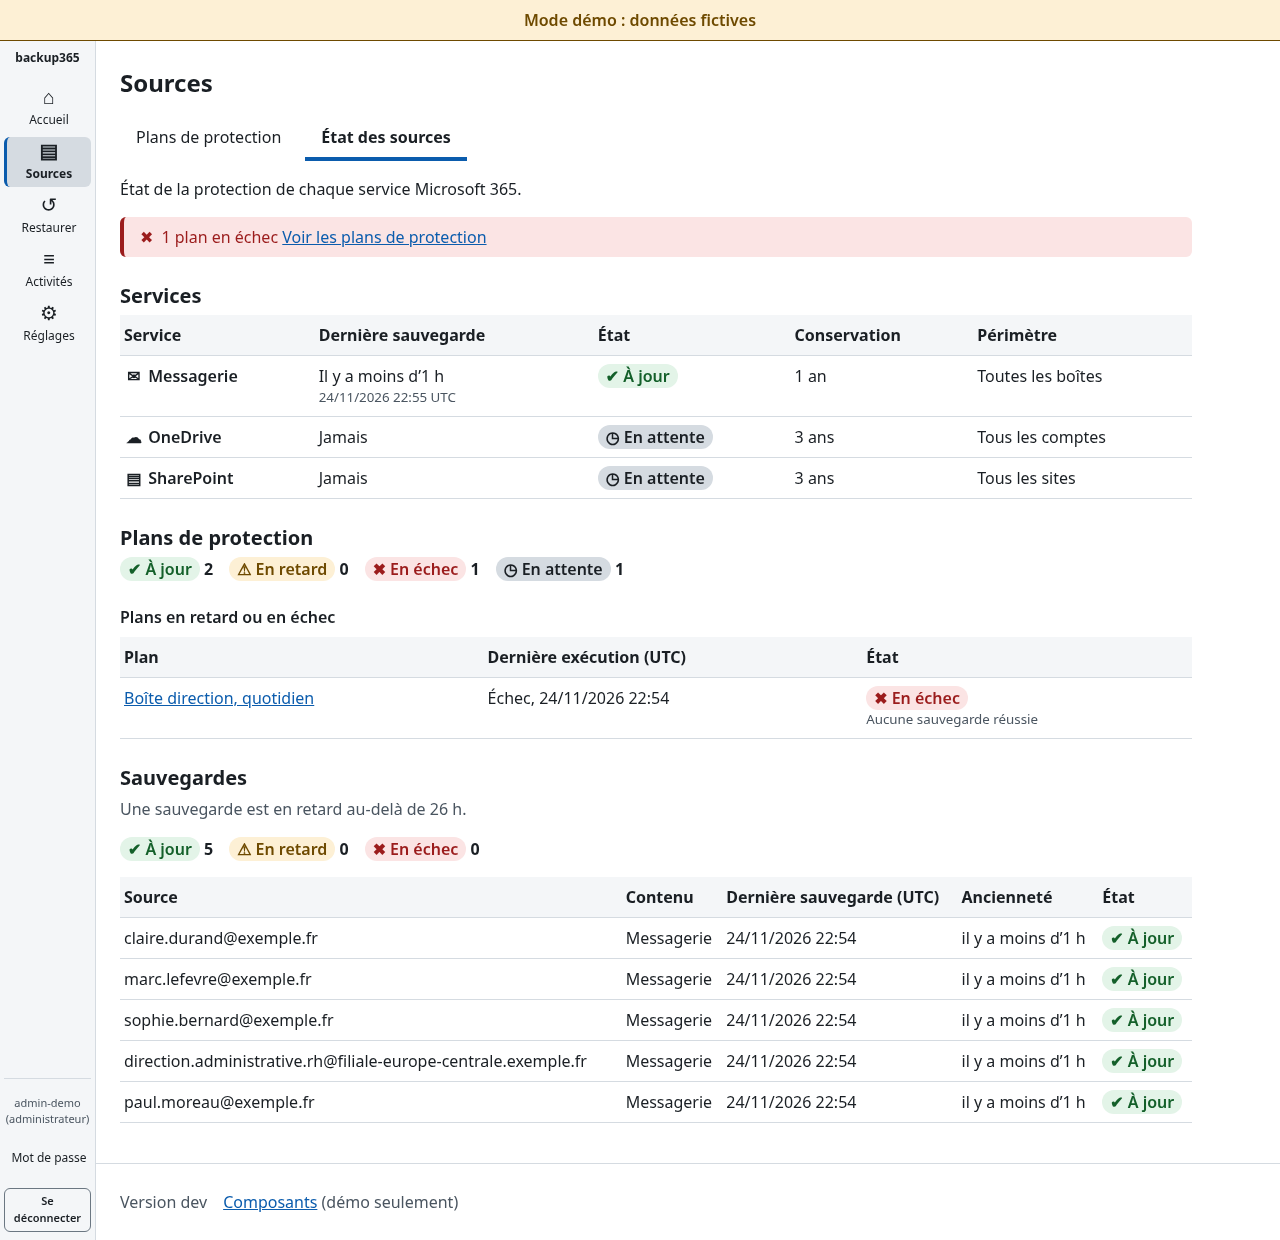 Mode démo : données fictives
backup365
Accueil
Sources
Restaurer
Activités
Réglages
admin-demo
(administrateur)
Mot de passe
Se
déconnecter
Sources
Plans de protection État des sources
État de la protection de chaque service Microsoft 365.
✖ 1 plan en échec Voir les plans de protection
Services
Service Dernière sauvegarde État Conservation Périmètre
✉ Messagerie Il y a moins d’1 h ✔ À jour 1 an Toutes les boîtes
24/11/2026 22:55 UTC
☁ OneDrive Jamais ◷ En attente 3 ans Tous les comptes
▤ SharePoint Jamais ◷ En attente 3 ans Tous les sites
Plans de protection
✔ À jour 2 ⚠ En retard 0 ✖ En échec 1 ◷ En attente 1
Plans en retard ou en échec
Plan Dernière exécution (UTC) État
Boîte direction, quotidien Échec, 24/11/2026 22:54 ✖ En échec
Aucune sauvegarde réussie
Sauvegardes
Une sauvegarde est en retard au-delà de 26 h.
✔ À jour 5 ⚠ En retard 0 ✖ En échec 0
Source Contenu Dernière sauvegarde (UTC) Ancienneté État
claire.durand@exemple.fr Messagerie 24/11/2026 22:54 il y a moins d’1 h ✔ À jour
marc.lefevre@exemple.fr Messagerie 24/11/2026 22:54 il y a moins d’1 h ✔ À jour
sophie.bernard@exemple.fr Messagerie 24/11/2026 22:54 il y a moins d’1 h ✔ À jour
direction.administrative.rh@filiale-europe-centrale.exemple.fr Messagerie 24/11/2026 22:54 il y a moins d’1 h ✔ À jour
paul.moreau@exemple.fr Messagerie 24/11/2026 22:54 il y a moins d’1 h ✔ À jour
Version dev Composants (démo seulement)